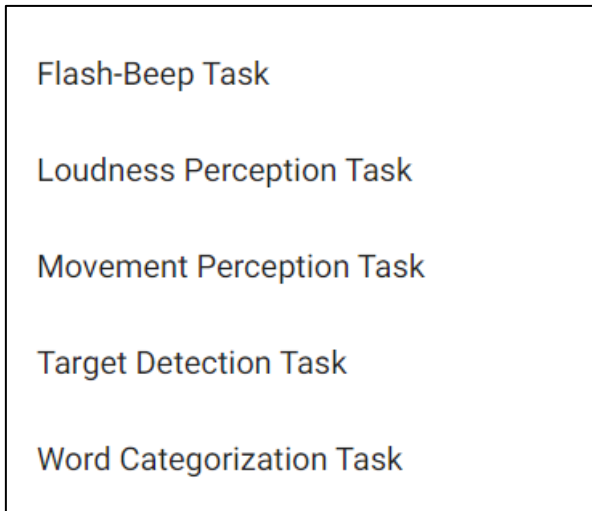 Flash-Beep Task
Loudness Perception Task
Movement Perception Task
Target Detection Task
Word Categorization Task